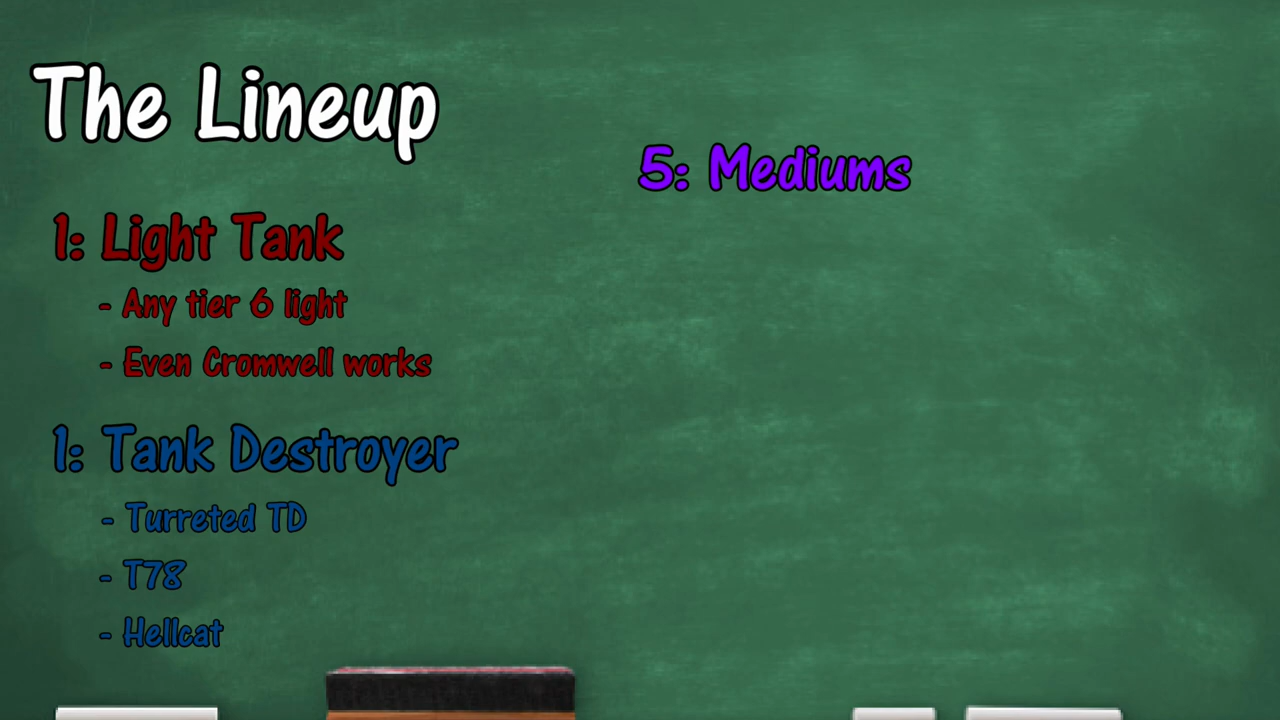 The Lineup
1: Light Tank
- Any tier 6 light
- Even Cromwell works
1: Tank Destroyer
- Turreted TD
- T78
- Hellcat
5: Mediums